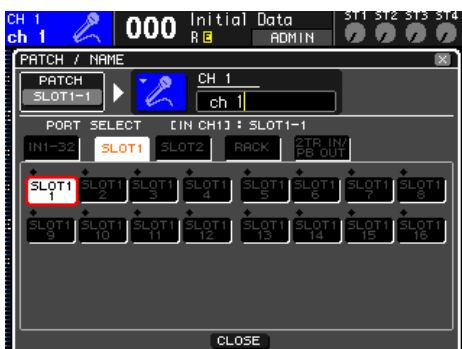 CH 1 000 Initial Data ST1 ST2 ST3 ST4
ch 1 R E ADMIN
PATCH / NAME
PATCH CH 1
SLOT1-1 ch 1
PORT SELECT [IN CH1]: SLOT1-1
IN1-32 SLOT1 SLOT2 RACK 2TR IN/
PB OUT
SLOT1 SLOT1 SLOT1 SLOT1 SLOT1 SLOT1 SLOT1 SLOT1
1 2 3 4 5 6 7 8
SLOT1 SLOT1 SLOT1 SLOT1 SLOT1 SLOT1 SLOT1 SLOT1
9 10 11 12 13 14 15 16
CLOSE